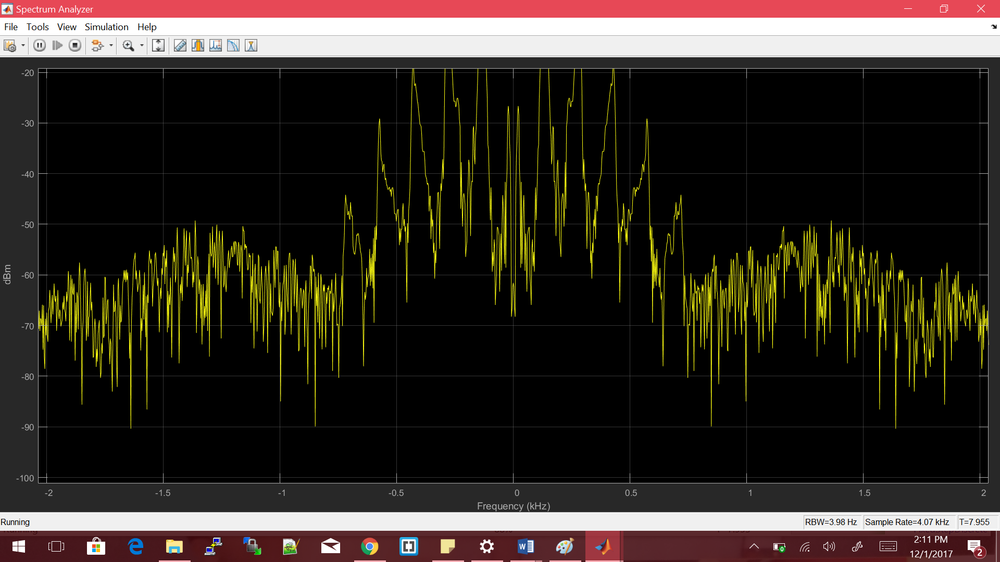 Spectrum Analyzer
File Tools View Simulation Help
-20
-30
-40
-50
-60
-70
-80
-90
-100
dBm
-2 -1.5 -1 -0.5 0 0.5 1 1.5 2
Frequency (kHz)
Running RBW=3.98 Hz Sample Rate=4.07 kHz T=7.955
2:11 PM
12/1/2017
2